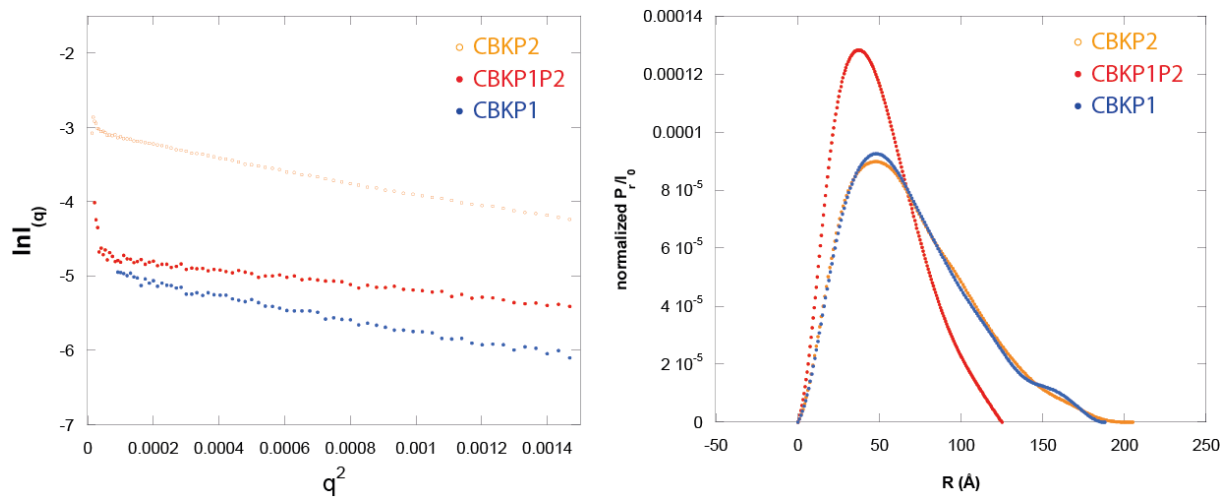 -2
-3
-4
-5
-6
-7
lnI(q)
CBKP2
CBKP1P2
CBKP1
0 0.0002 0.0004 0.0006 0.0008 0.001 0.0012 0.0014
q2
0.00014
0.00012
0.0001
8 10-5
6 10-5
4 10-5
2 10-5
0
normalized Pr/I0
CBKP2
CBKP1P2
CBKP1
-50 0 50 100 150 200 250
R (Å)